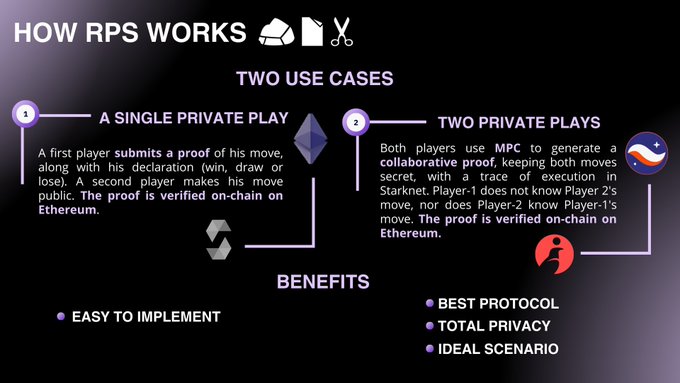 HOW RPS WORKS
TWO USE CASES
1
A SINGLE PRIVATE PLAY
A first player submits a proof of his move,
along with his declaration (win, draw or
lose). A second player makes his move
public. The proof is verified on-chain on
Ethereum.
2
TWO PRIVATE PLAYS
Both players use MPC to generate a
collaborative proof, keeping both moves
secret, with a trace of execution in
Starknet. Player-1 does not know Player 2's
move, nor does Player-2 know Player-1's
move. The proof is verified on-chain on
Ethereum.
BENEFITS
EASY TO IMPLEMENT
BEST PROTOCOL
TOTAL PRIVACY
IDEAL SCENARIO